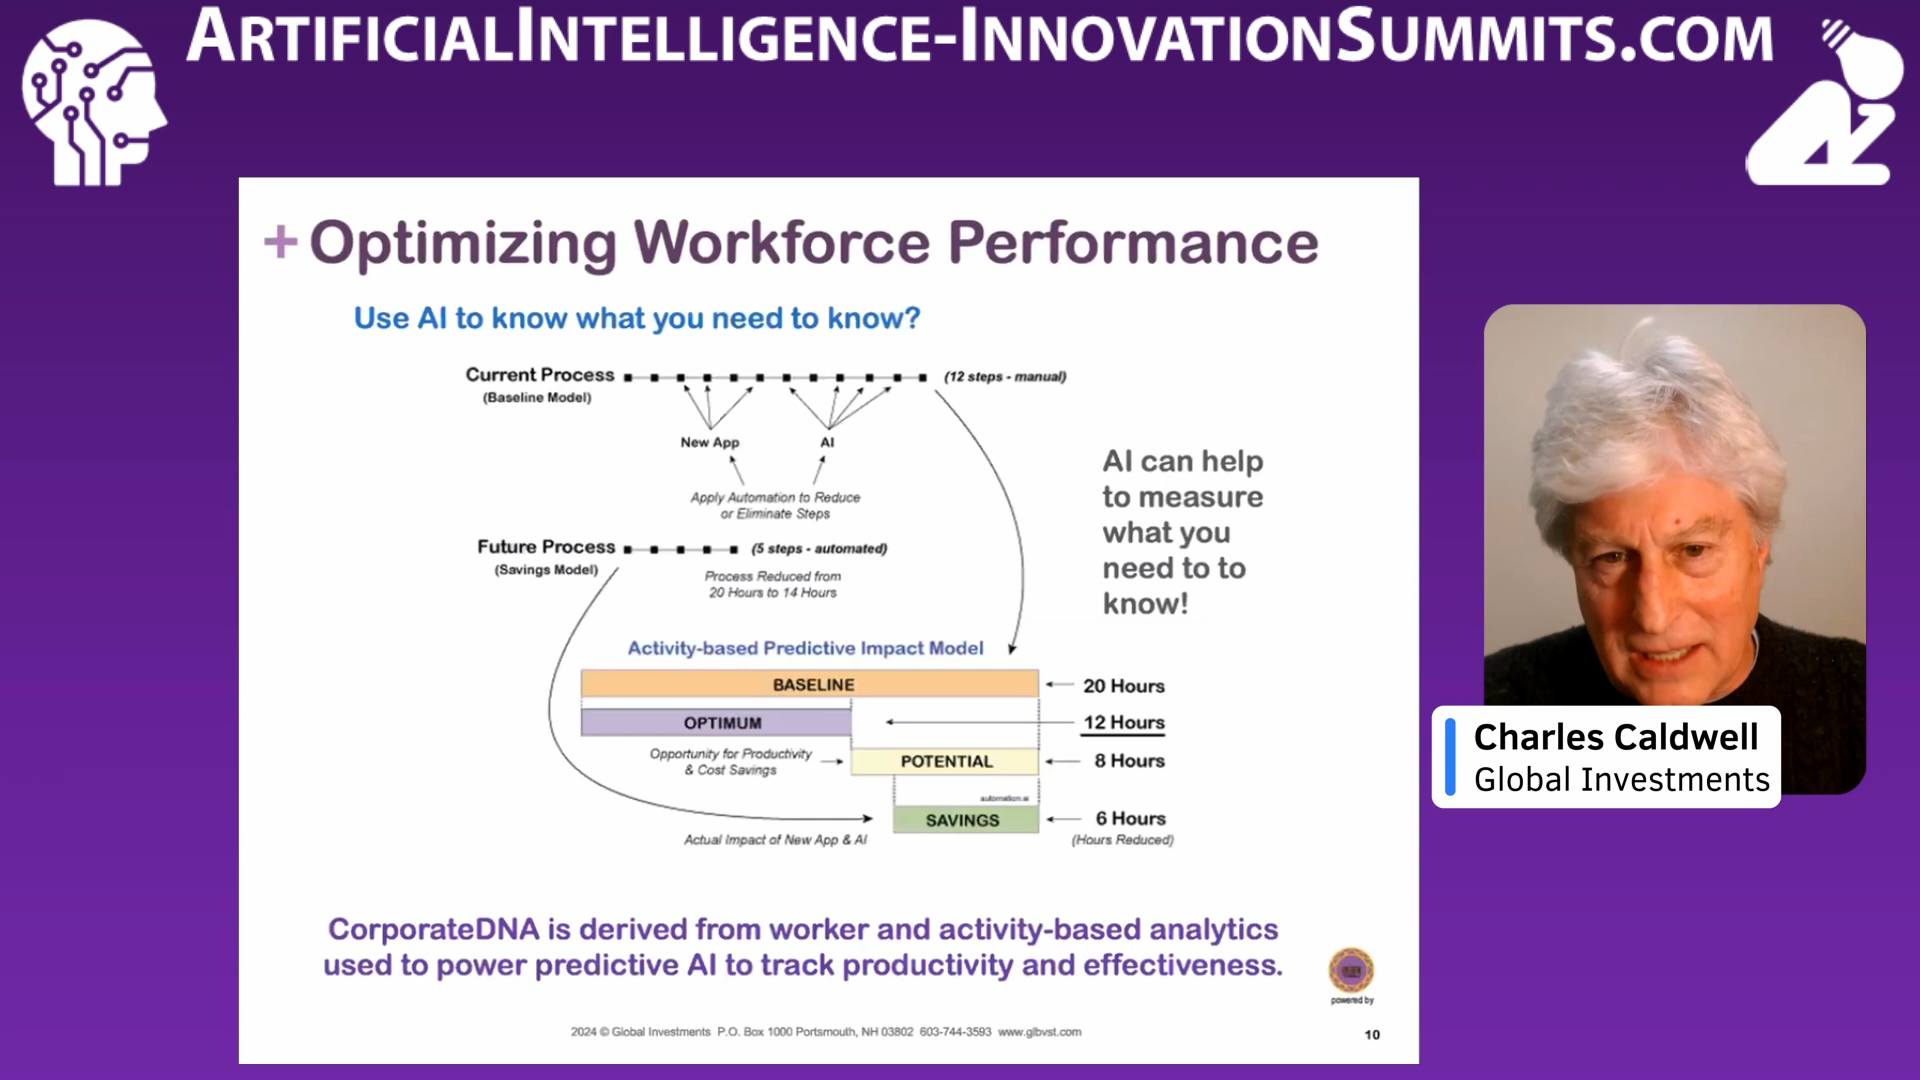 ARTIFICIALINTELLIGENCE-INNOVATIONSUMMITS.COM
+ Optimizing Workforce Performance
Use AI to know what you need to know?
Current Process
(Baseline Model)
(12 steps - manual)
New App
AI
Apply Automation to Reduce
or Eliminate Steps
Future Process
(Savings Model)
(5 steps - automated)
Process Reduced from
20 Hours to 14 Hours
AI can help
to measure
what you
need to to
know!
Activity-based Predictive Impact Model
BASELINE
20 Hours
OPTIMUM
12 Hours
Opportunity for Productivity
& Cost Savings
POTENTIAL
8 Hours
automation.ai
SAVINGS
6 Hours
(Hours Reduced)
Actual Impact of New App & AI
CorporateDNA is derived from worker and activity-based analytics
used to power predictive AI to track productivity and effectiveness.
powered by
2024 © Global Investments P.O. Box 1000 Portsmouth, NH 03802 603-744-3593 www.glbvst.com
10
Charles Caldwell
Global Investments